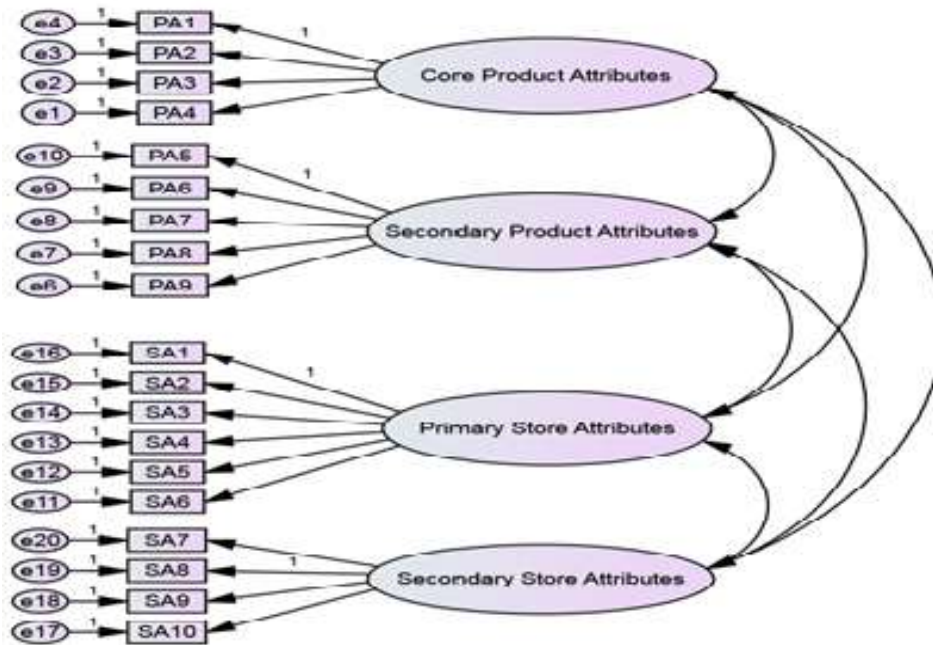 e4 1 PA1 1
e3 1 PA2
e2 1 PA3
e1 1 PA4
Core Product Attributes
e10 1 PA5 1
e9 1 PA6
e8 1 PA7
e7 1 PA8
e6 1 PA9
Secondary Product Attributes
e16 1 SA1 1
e15 1 SA2
e14 1 SA3
e13 1 SA4
e12 1 SA5
e11 1 SA6
Primary Store Attributes
e20 1 SA7
e19 1 SA8 1
e18 1 SA9
e17 1 SA10
Secondary Store Attributes